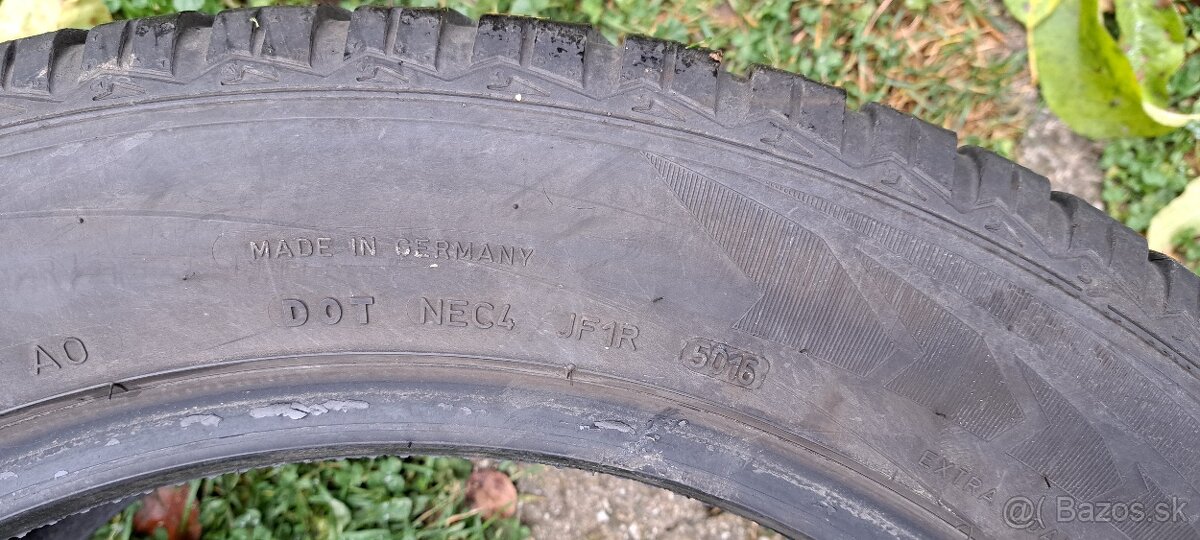 MADE IN GERMANY
DOT NEC4 JF1R 5016
AO
EXTRA
Bazos.sk